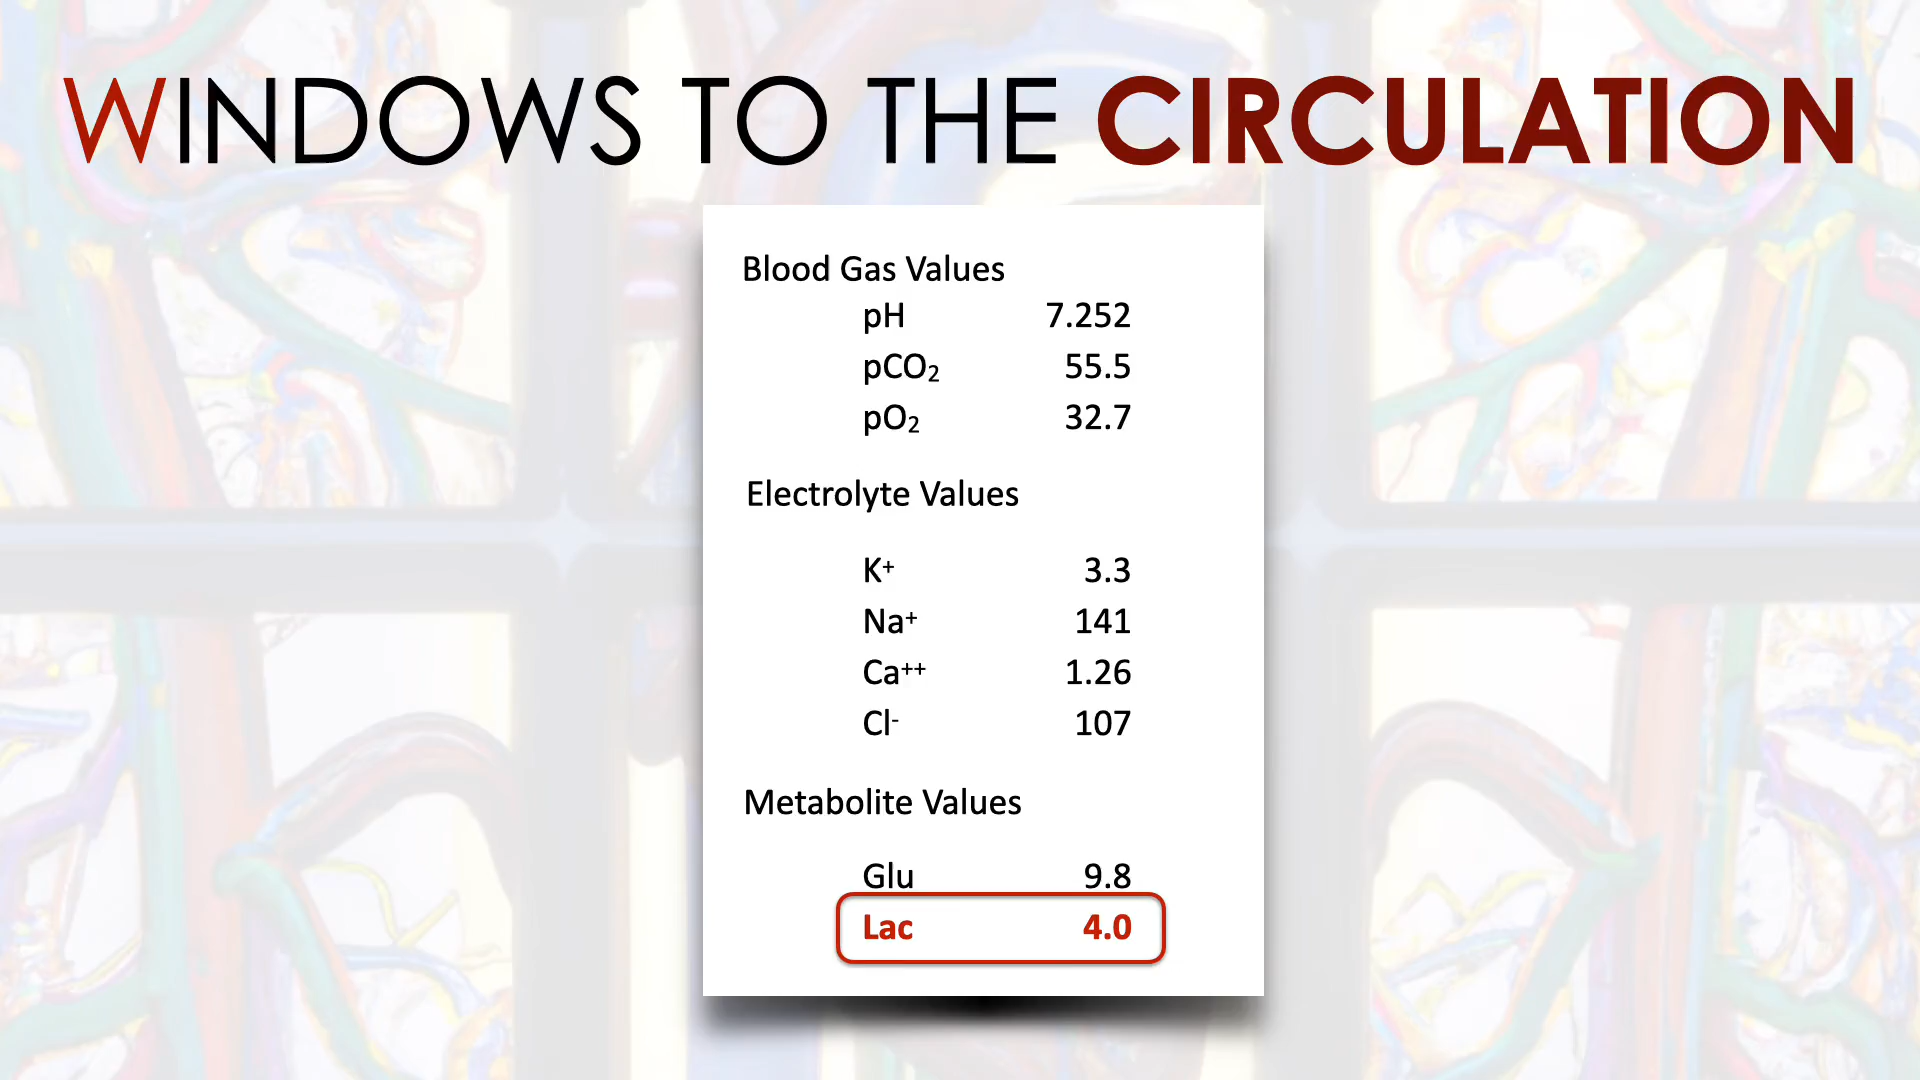 WINDOWS TO THE CIRCULATION
Blood Gas Values
pH 7.252
pCO₂ 55.5
pO₂ 32.7
Electrolyte Values
K⁺ 3.3
Na⁺ 141
Ca⁺⁺ 1.26
Cl⁻ 107
Metabolite Values
Glu 9.8
Lac 4.0